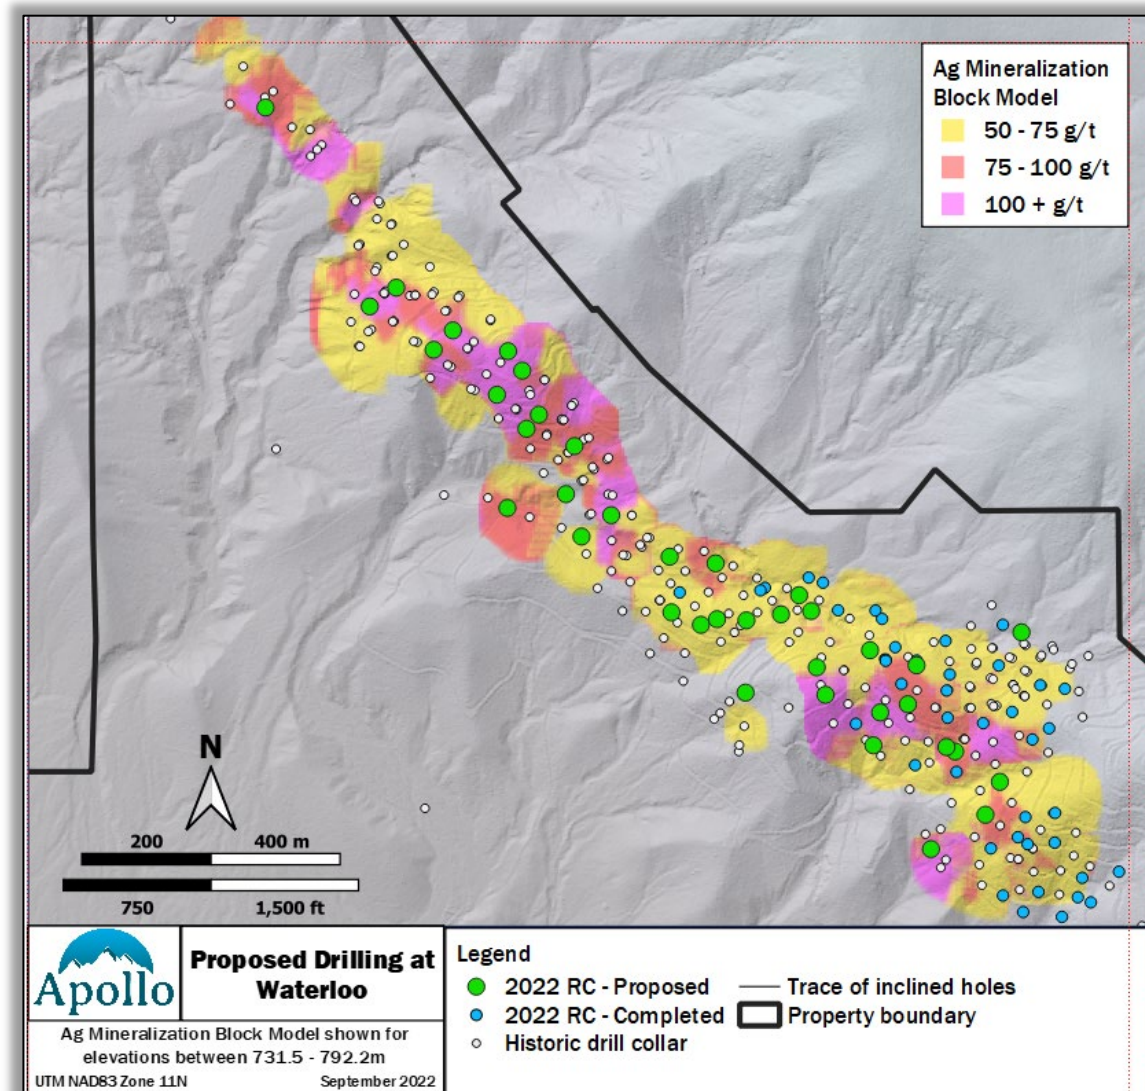 Ag Mineralization
Block Model
50 - 75 g/t
75 - 100 g/t
100 + g/t
N
200 400 m
750 1,500 ft
Apollo
Proposed Drilling at
Waterloo
Ag Mineralization Block Model shown for
elevations between 731.5 - 792.2m
UTM NAD83 Zone 11N September 2022
Legend
2022 RC - Proposed Trace of inclined holes
2022 RC - Completed Property boundary
Historic drill collar